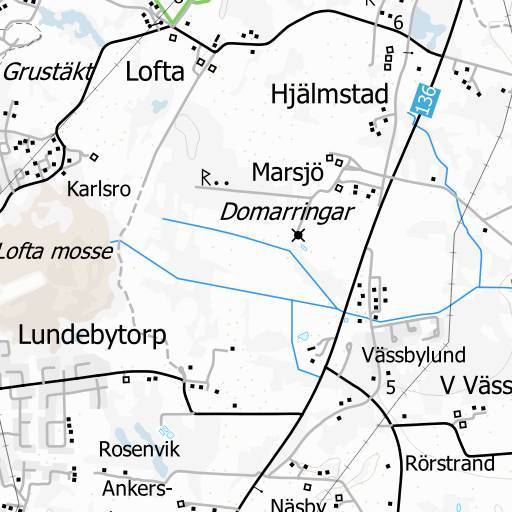 6
Grustäkt
Lofta
Hjälmstad
136
Marsjö
Karlsro
R
Domarringar
Lofta mosse
Lundebytorp
Vässbylund
5
V Väss
Rosenvik
Rörstrand
Ankers-
Näsby